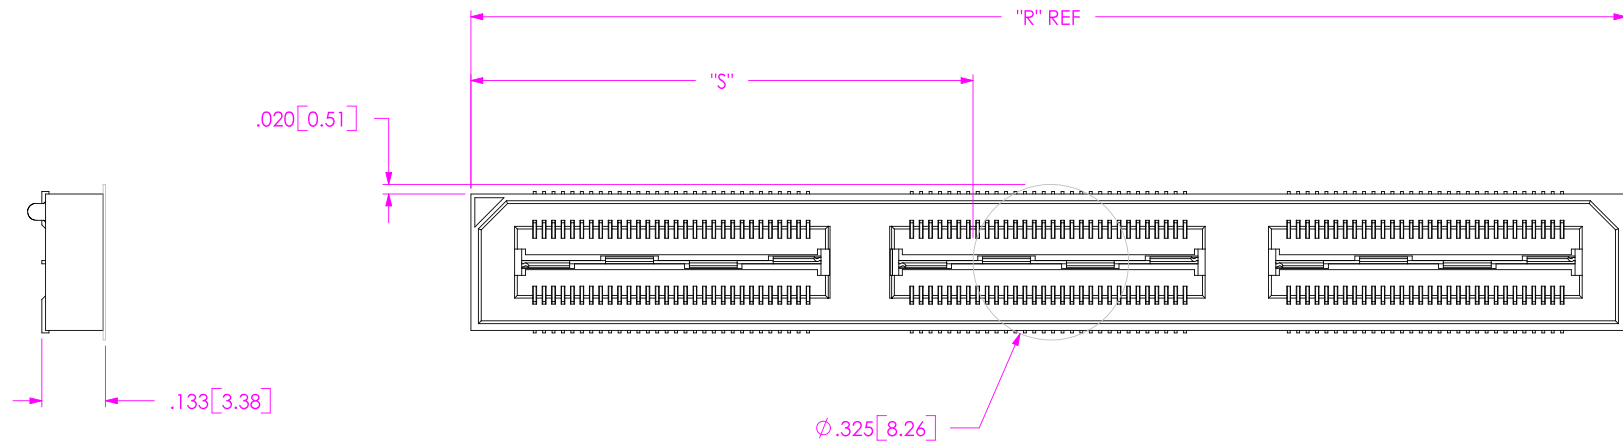 "R" REF
"S"
.020[0.51]
.133[3.38]
Ø.325[8.26]